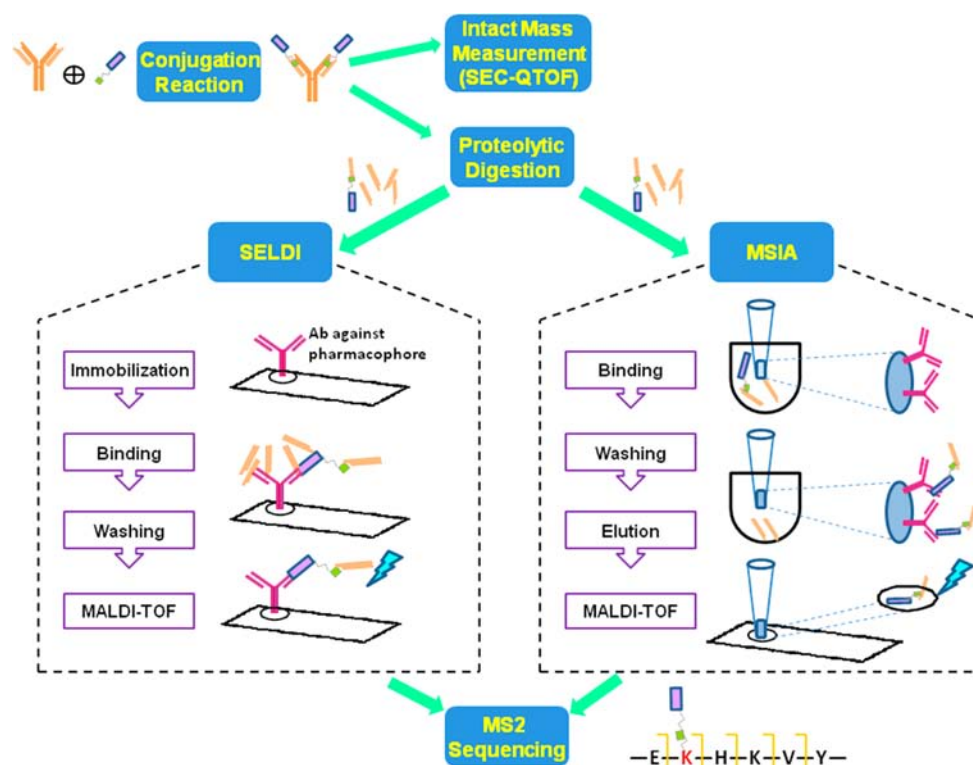 Conjugation
Reaction
Intact Mass
Measurement
(SEC-QTOF)
Proteolytic
Digestion
SELDI
Ab against
pharmacophore
Immobilization
Binding
Washing
MALDI-TOF
MSIA
Binding
Washing
Elution
MALDI-TOF
MS2
Sequencing
—E—K—H—K—V—Y—